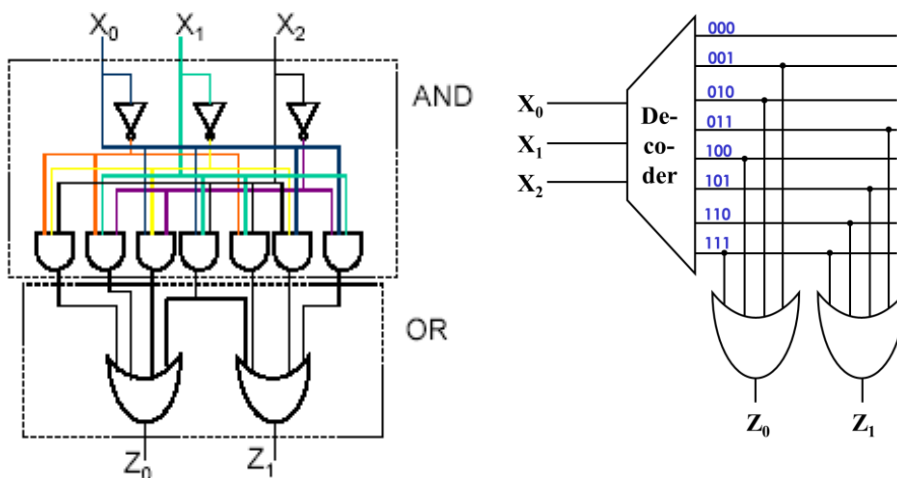 X0 X1 X2
AND
OR
Z0 Z1
000
001
010
011
100
101
110
111
X0
X1
X2
De-
co-
der
Z0 Z1